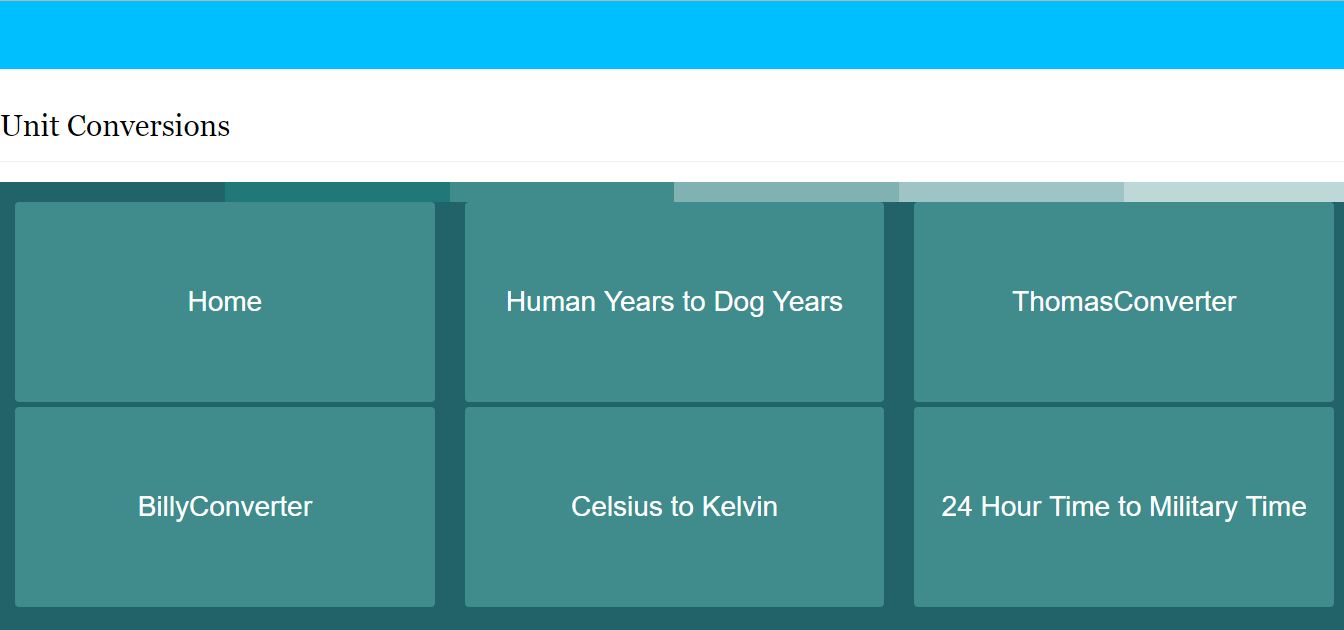 Unit Conversions
Home
Human Years to Dog Years
ThomasConverter
BillyConverter
Celsius to Kelvin
24 Hour Time to Military Time